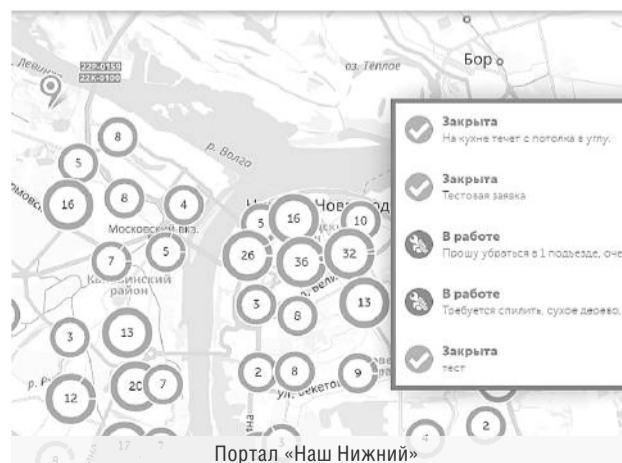 22Р-0159
22К-0100
оз. Тёплое
Бор
р. Волга
8
5
16
8
4
Московский вкз.
7
5
район
5
16
10
26
36
32
3
8
13
3
13
2
8
9
20
7
12
р.
ул.
17
7
3
4
2
8
Закрыта
На кухне течет с потолка в углу.
Закрыта
Тестовая заявка
В работе
Прошу убраться в 1 подъезде, оче
В работе
Требуется спилить, сухое дерево,
Закрыта
тест
Портал «Наш Нижний»